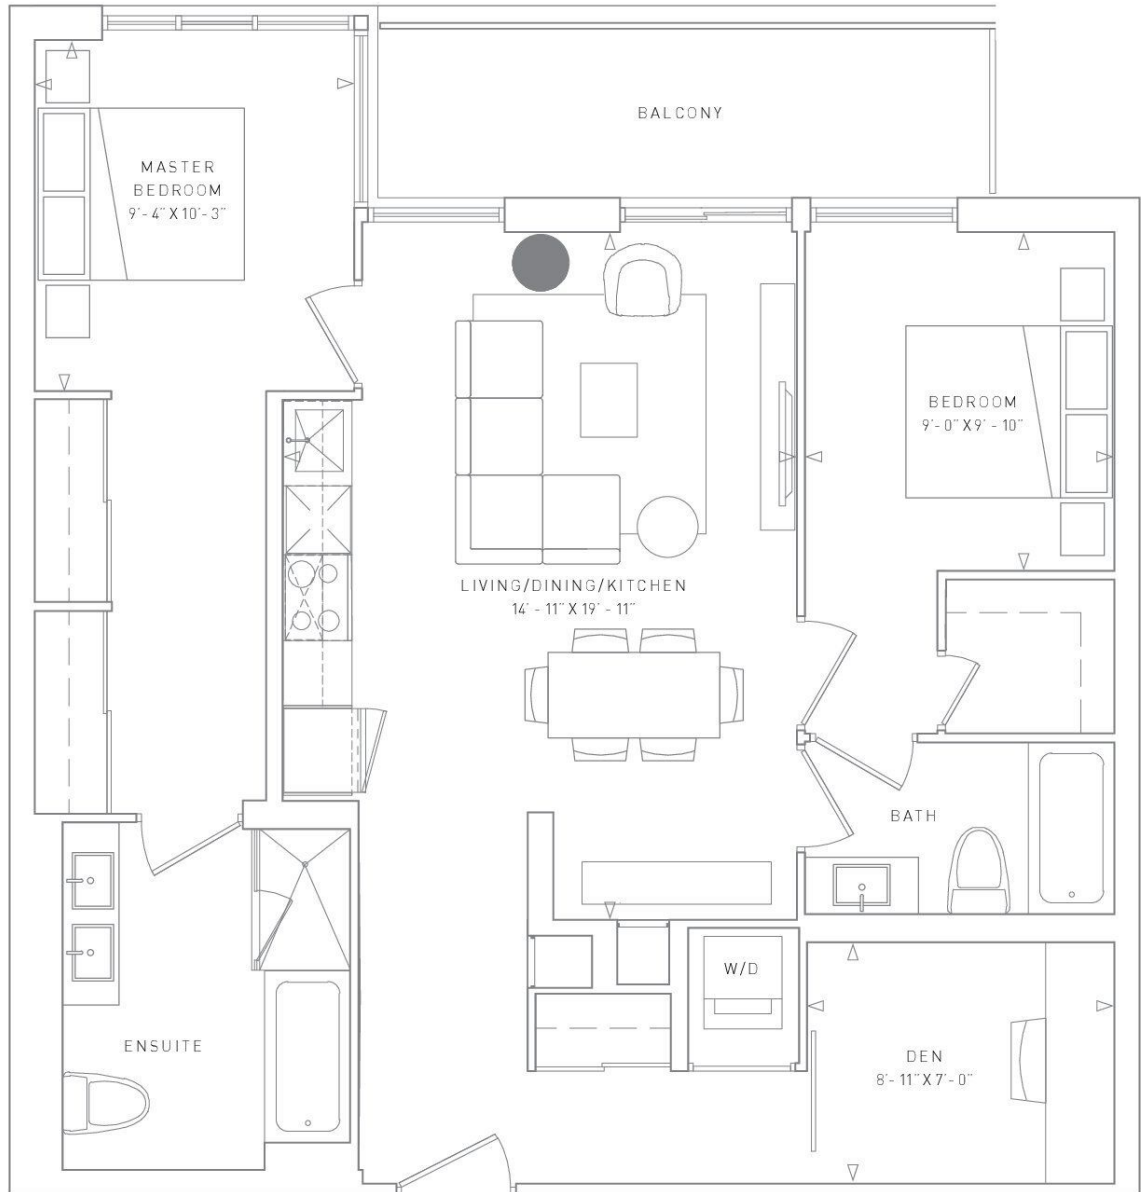 BALCONY
MASTER
BEDROOM
9'-4" X 10'-3"
BEDROOM
9'-0" X 9'-10"
LIVING/DINING/KITCHEN
14'-11" X 19'-11"
BATH
W/D
ENSUITE
DEN
8'-11" X 7'-0"